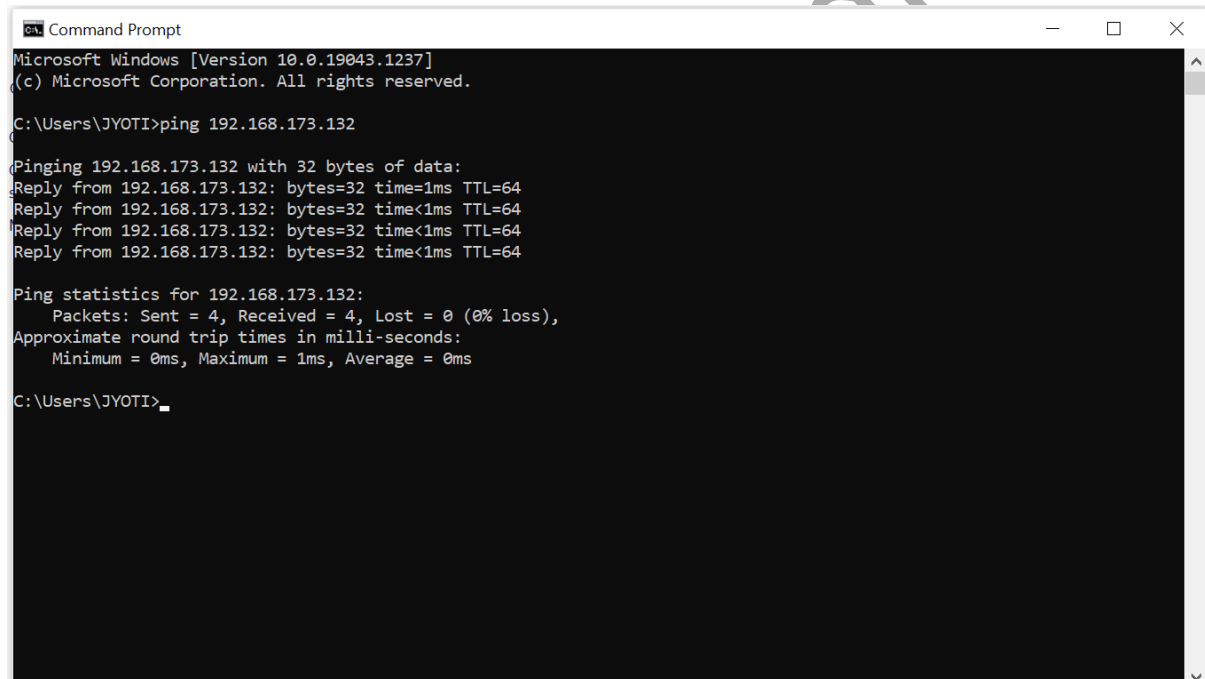 Command Prompt
Microsoft Windows [Version 10.0.19043.1237]
(c) Microsoft Corporation. All rights reserved.
C:\Users\JYOTI>ping 192.168.173.132
Pinging 192.168.173.132 with 32 bytes of data:
Reply from 192.168.173.132: bytes=32 time=1ms TTL=64
Reply from 192.168.173.132: bytes=32 time<1ms TTL=64
Reply from 192.168.173.132: bytes=32 time<1ms TTL=64
Reply from 192.168.173.132: bytes=32 time<1ms TTL=64
Ping statistics for 192.168.173.132:
    Packets: Sent = 4, Received = 4, Lost = 0 (0% loss),
Approximate round trip times in milli-seconds:
    Minimum = 0ms, Maximum = 1ms, Average = 0ms
C:\Users\JYOTI>